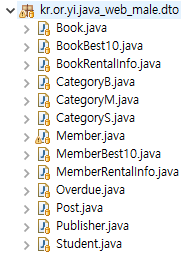 kr.or.yi.java_web_male.dto
Book.java
BookBest10.java
BookRentalInfo.java
CategoryB.java
CategoryM.java
CategoryS.java
Member.java
MemberBest10.java
MemberRentalInfo.java
Overdue.java
Post.java
Publisher.java
Student.java